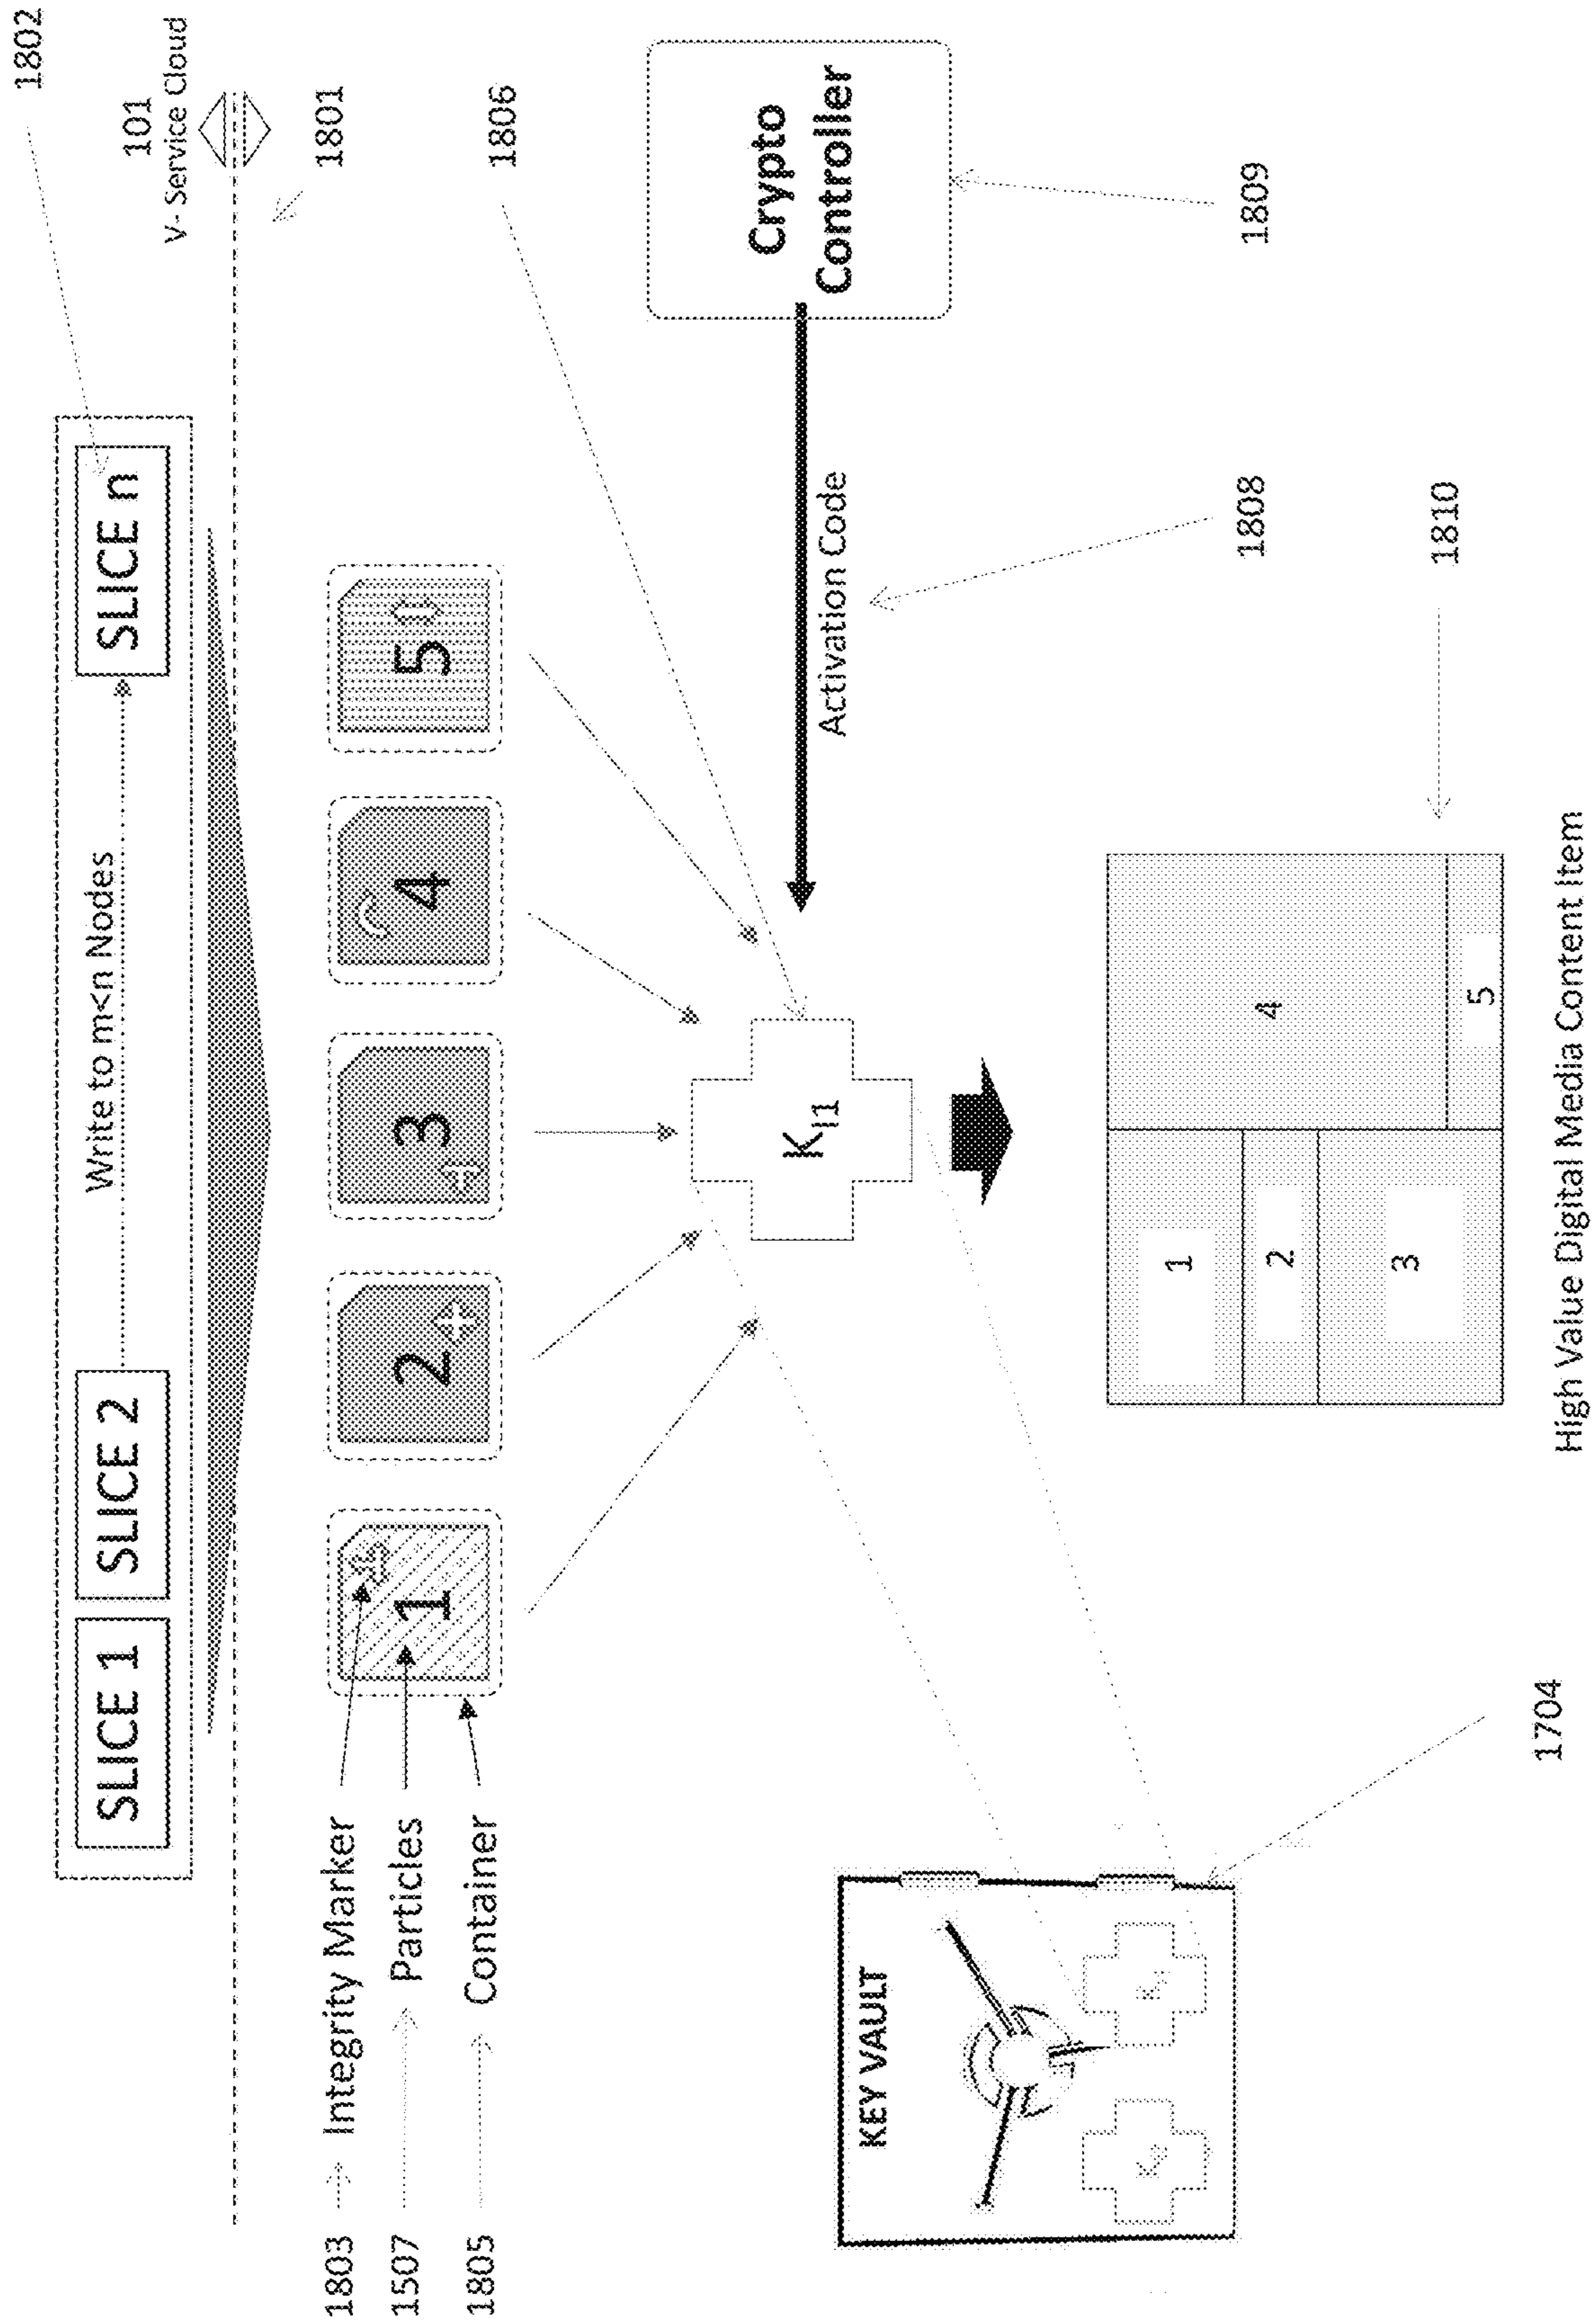 1802
SLICE 1
SLICE 2
Write to m<n Nodes
SLICE n
101
V- Service Cloud
1801
1803
Integrity Marker
1507
Particles
1805
Container
1
2
3
4
5
1806
KEY VAULT
K
K
K
I1
Activation Code
Crypto
Controller
1808
1809
1
2
3
4
5
1810
High Value Digital Media Content Item
1704